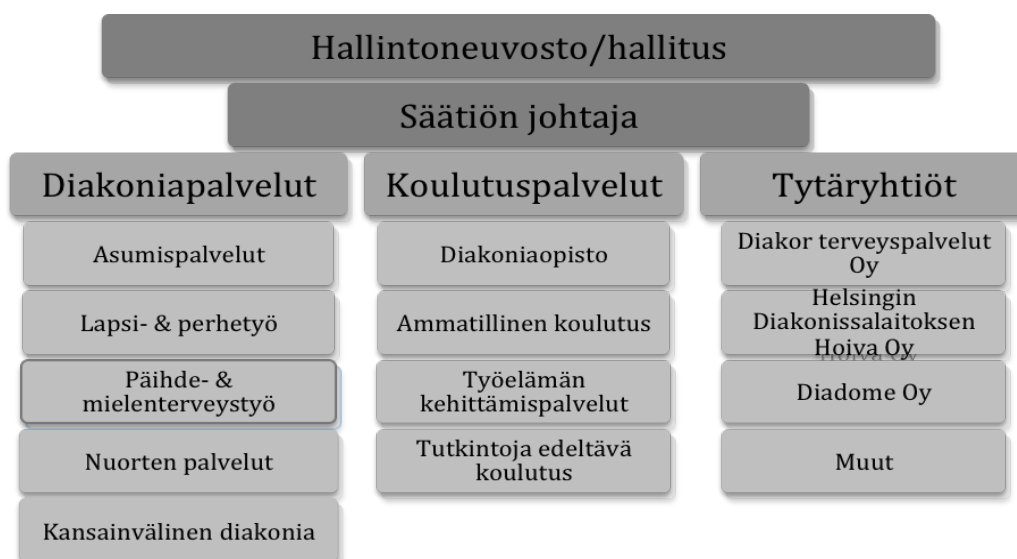 Hallintoneuvosto/hallitus
Säätiön johtaja
Diakoniapalvelut
Asumispalvelut
Lapsi- & perhetyö
Päihde- &
mielenterveystyö
Nuorten palvelut
Kansainvälinen diakonia
Koulutuspalvelut
Diakoniaopisto
Ammatillinen koulutus
Työelämän
kehittämispalvelut
Tutkintoja edeltävä
koulutus
Tytäryhtiöt
Diakor terveyspalvelut
Oy
Helsingin
Diakonissalaitoksen
Hoiva Oy
Diadome Oy
Muut